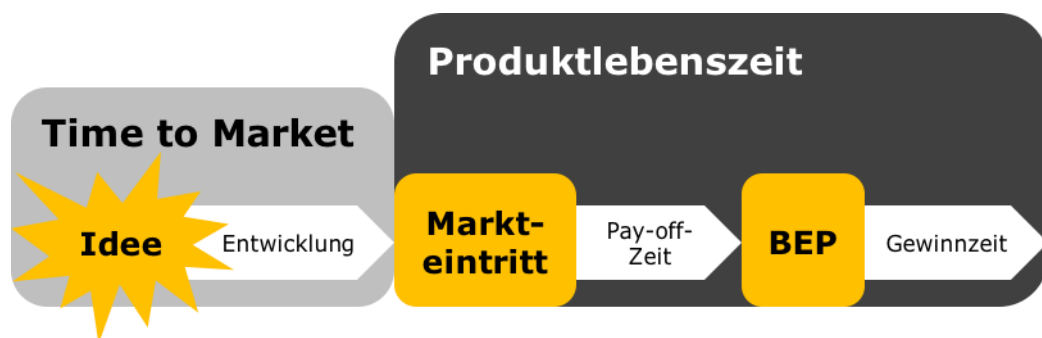 Produktlebenszeit
Time to Market
Idee
Entwicklung
Markt-
eintritt
Pay-off-
Zeit
BEP
Gewinnzeit